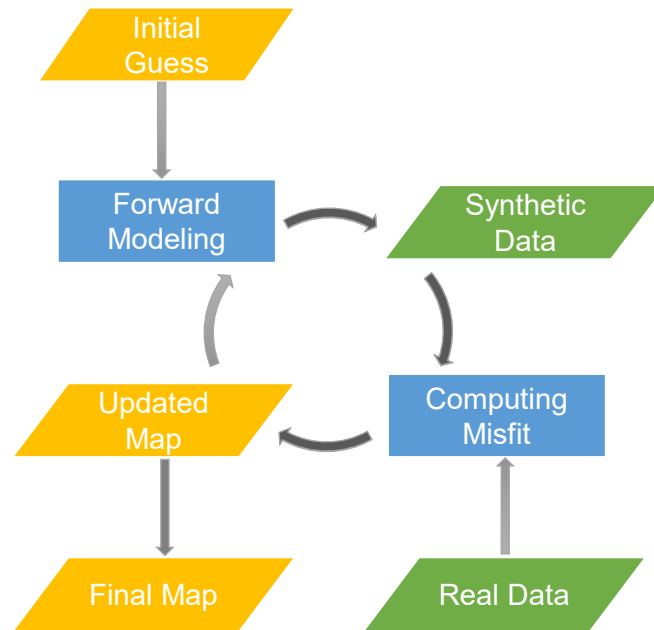 Initial
Guess
Forward
Modeling
Synthetic
Data
Updated
Map
Computing
Misfit
Final Map
Real Data